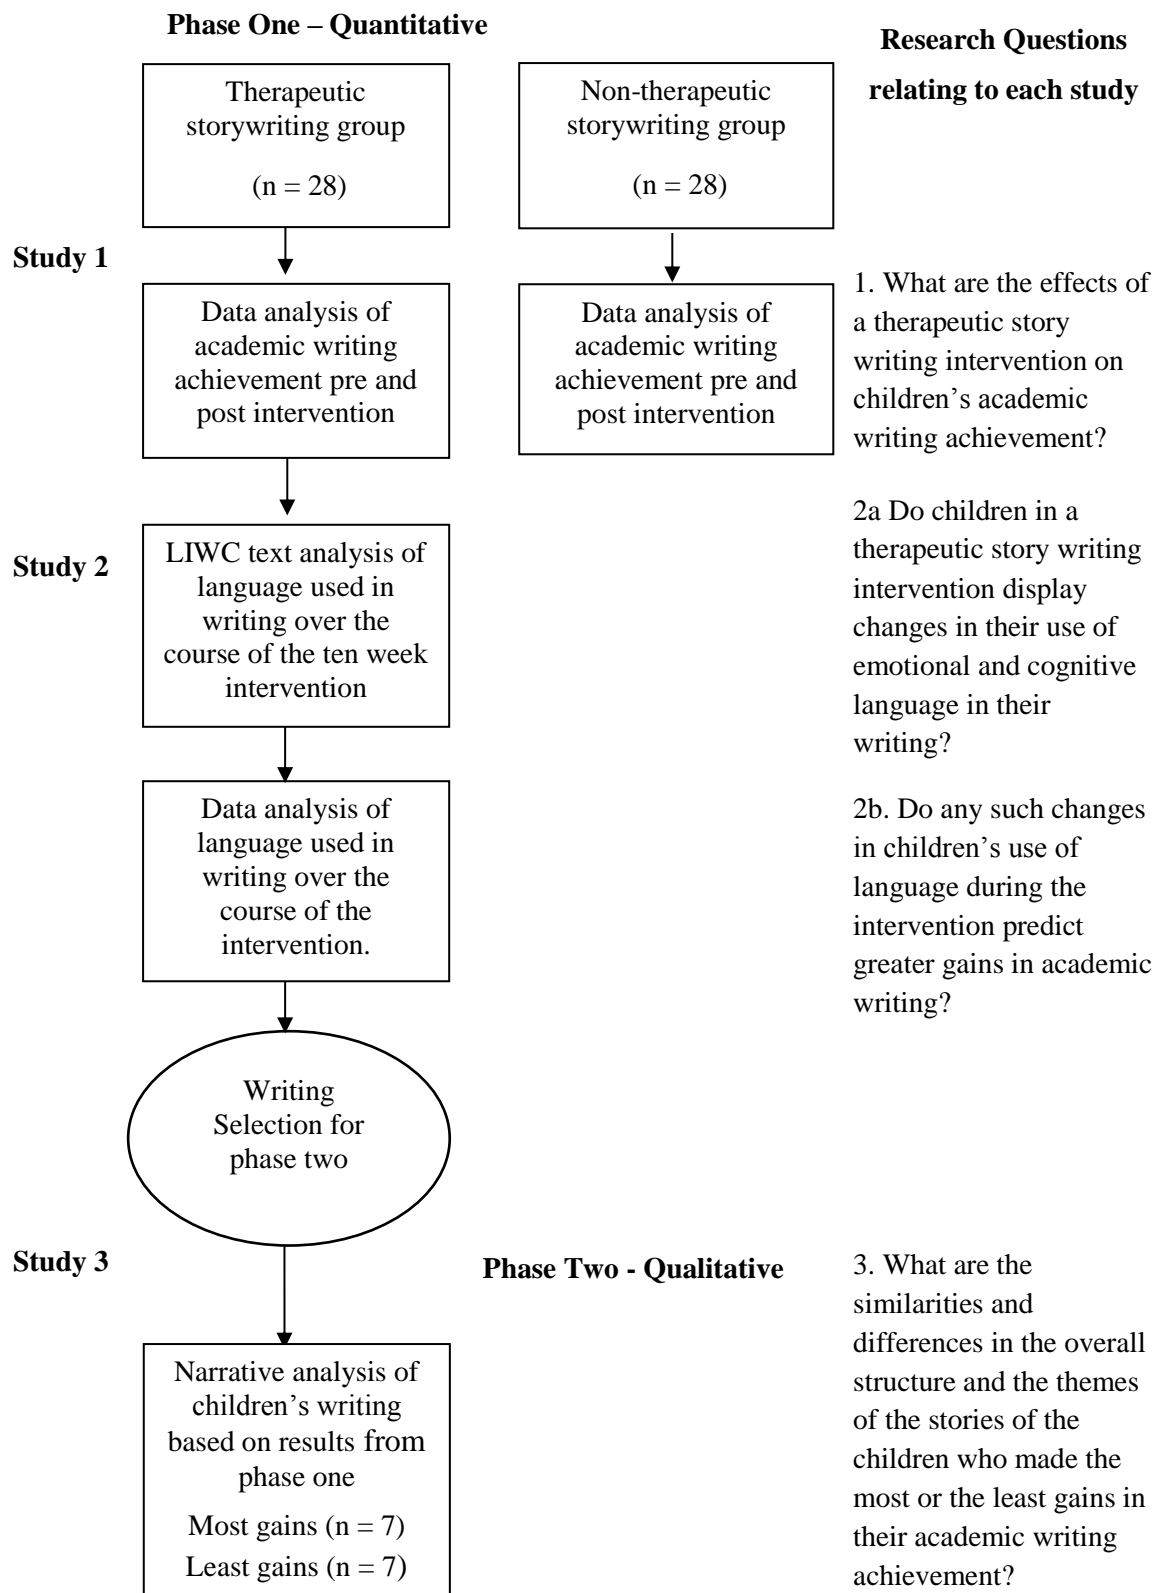 Phase One – Quantitative
Research Questions
relating to each study
Therapeutic
storywriting group
(n = 28)
Non-therapeutic
storywriting group
(n = 28)
Study 1
Data analysis of
academic writing
achievement pre and
post intervention
Data analysis of
academic writing
achievement pre and
post intervention
1. What are the effects of
a therapeutic story
writing intervention on
children’s academic
writing achievement?
Study 2
LIWC text analysis of
language used in
writing over the
course of the ten week
intervention
2a Do children in a
therapeutic story writing
intervention display
changes in their use of
emotional and cognitive
language in their
writing?
Data analysis of
language used in
writing over the
course of the
intervention.
2b. Do any such changes
in children’s use of
language during the
intervention predict
greater gains in academic
writing?
Writing
Selection for
phase two
Study 3
Phase Two - Qualitative
Narrative analysis of
children’s writing
based on results from
phase one
Most gains (n = 7)
Least gains (n = 7)
3. What are the
similarities and
differences in the overall
structure and the themes
of the stories of the
children who made the
most or the least gains in
their academic writing
achievement?